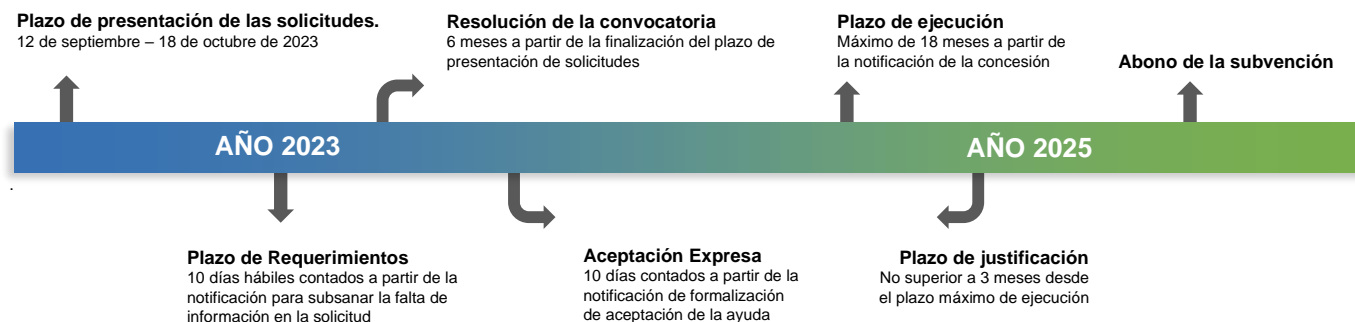 Plazo de presentación de las solicitudes.
12 de septiembre – 18 de octubre de 2023
Resolución de la convocatoria
6 meses a partir de la finalización del plazo de
presentación de solicitudes
Plazo de ejecución
Máximo de 18 meses a partir de
la notificación de la concesión
Abono de la subvención
AÑO 2023
AÑO 2025
.
Plazo de Requerimientos
10 días hábiles contados a partir de la
notificación para subsanar la falta de
información en la solicitud
Aceptación Expresa
10 días contados a partir de la
notificación de formalización
de aceptación de la ayuda
Plazo de justificación
No superior a 3 meses desde
el plazo máximo de ejecución